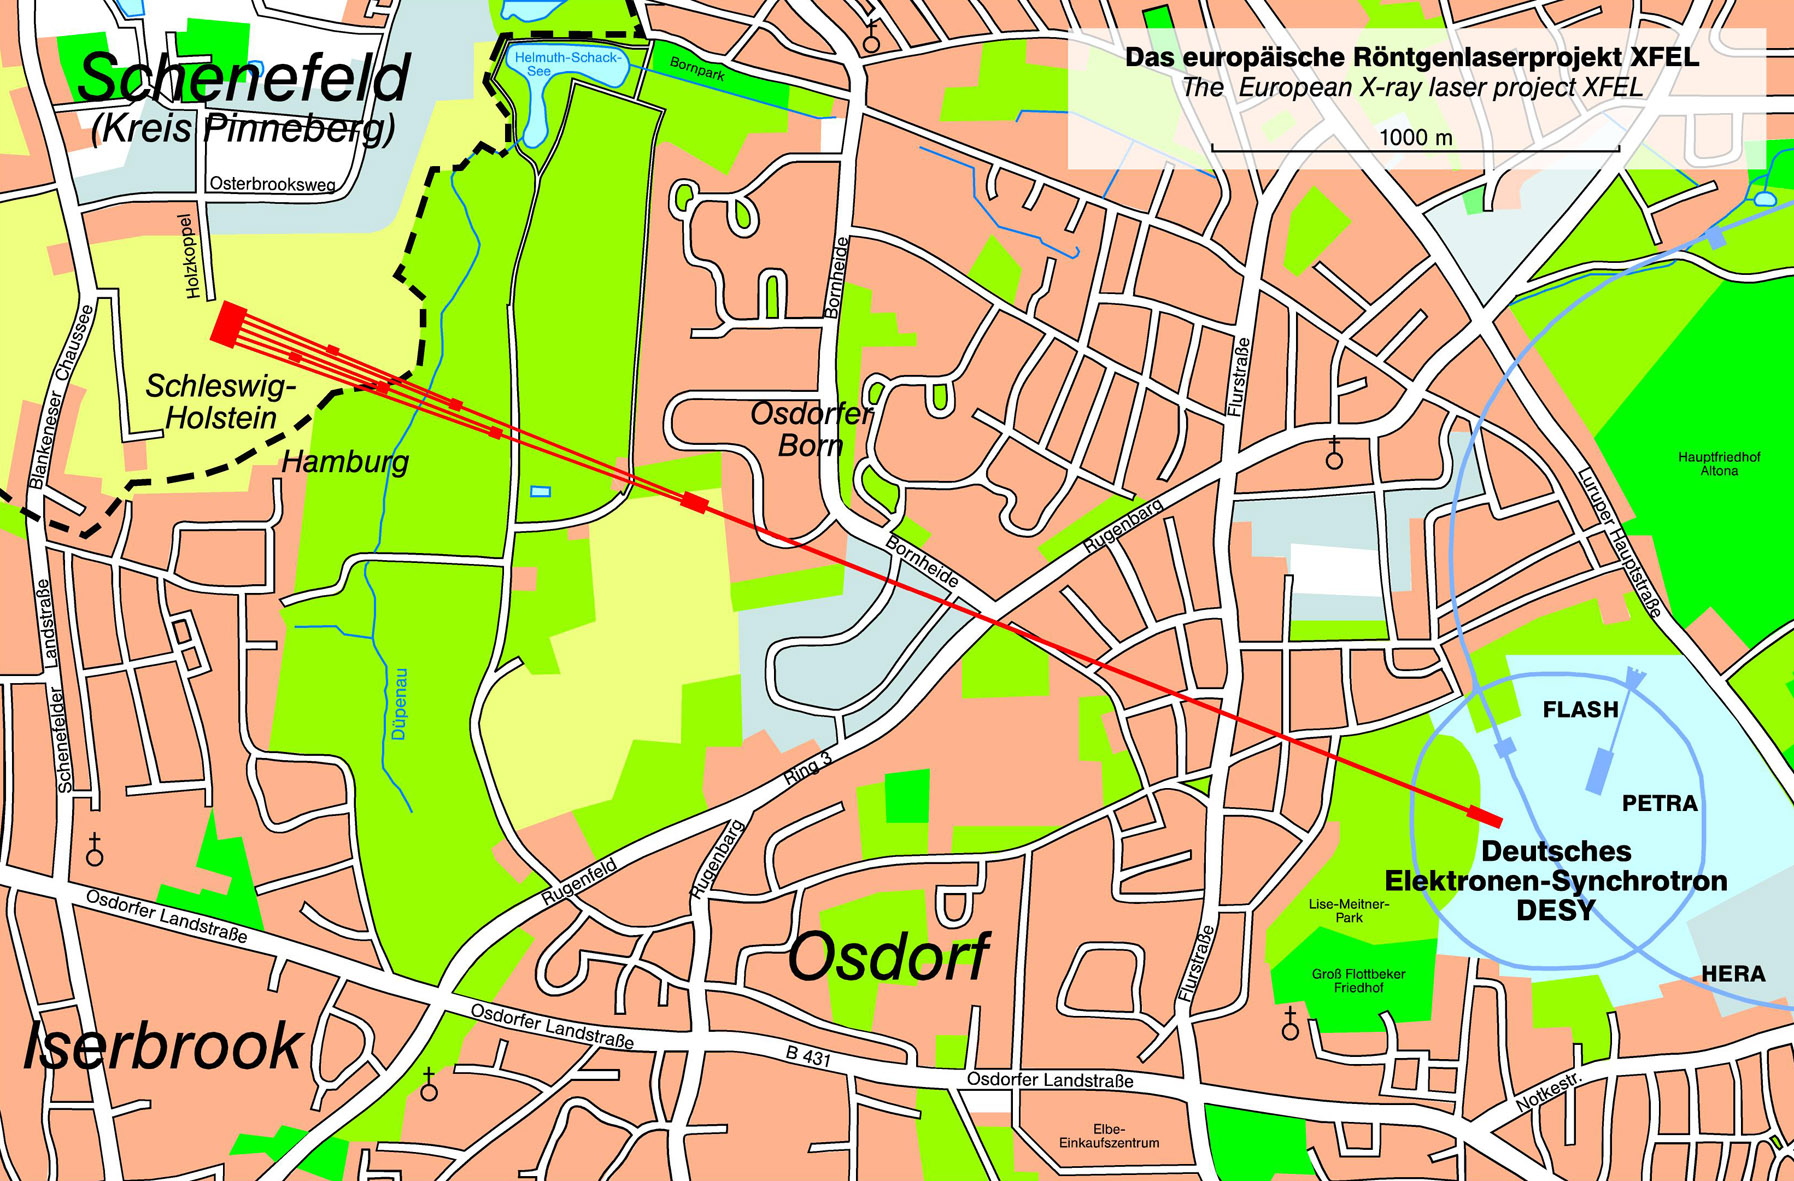 Das europäische Röntgenlaserprojekt XFEL
The European X-ray laser project XFEL
1000 m
Schenefeld
(Kreis Pinneberg)
Helmuth-Schack-
See
Bornpark
Osterbrooksweg
Holzkoppel
Blankeneser Chaussee
Schleswig-
Holstein
Hamburg
Bornheide
Osdorfer
Born
Flurstraße
Hauptfriedhof
Altona
Luruper Hauptstraße
Rugenbarg
Bornheide
Schenefelder Landstraße
Düpenau
Ring 3
FLASH
PETRA
Deutsches
Elektronen-Synchrotron
DESY
Rugenbarg
Rugenfeld
Osdorfer Landstraße
Lise-Meitner-
Park
Osdorf
Flurstraße
Groß Flottbeker
Friedhof
HERA
Iserbrook
Osdorfer Landstraße
B 431
Osdorfer Landstraße
Notkestr.
Elbe-
Einkaufszentrum